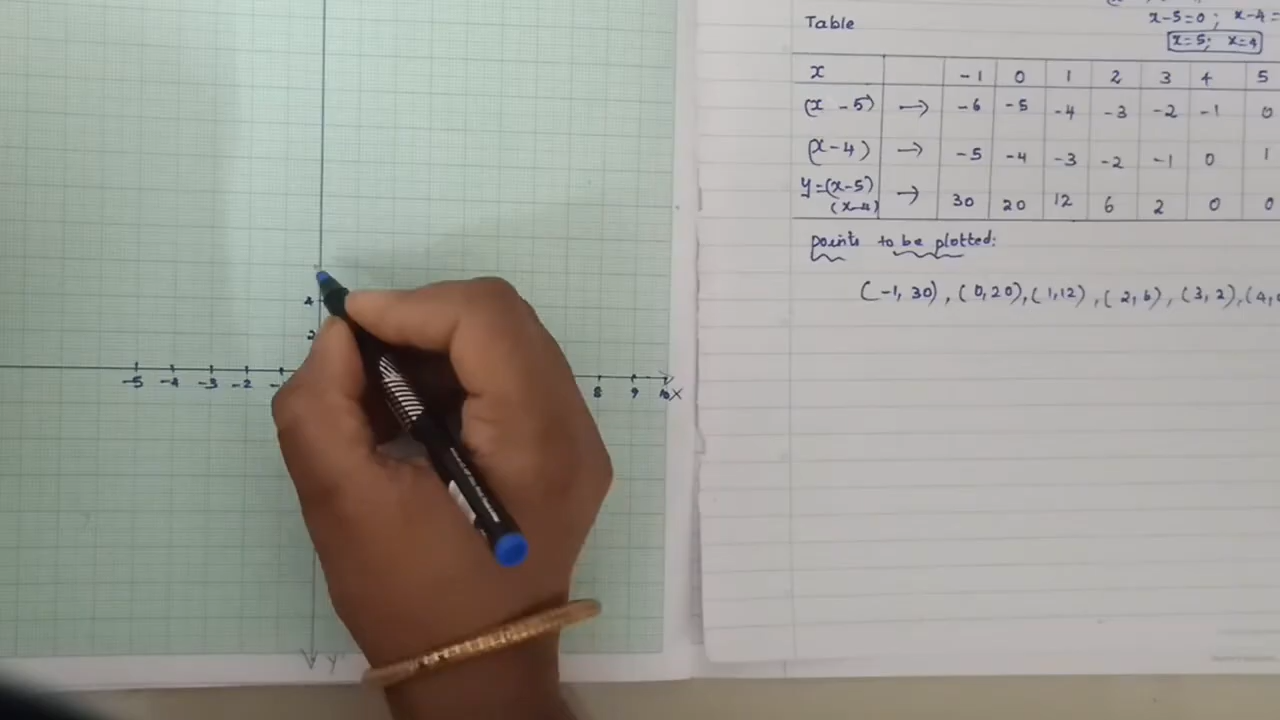 x-5=0; x-4=
x=5; x=4
Table
x -1 0 1 2 3 4 5
(x -5) → -6 -5 -4 -3 -2 -1 0
(x-4) → -5 -4 -3 -2 -1 0 1
y=(x-5)
(x-4) → 30 20 12 6 2 0 0
points to be plotted:
(-1, 30), (0,20), (1,12), (2,6), (3, 2), (4,
4
2
-5 -4 -3 -2 8 9 10 X
Y'